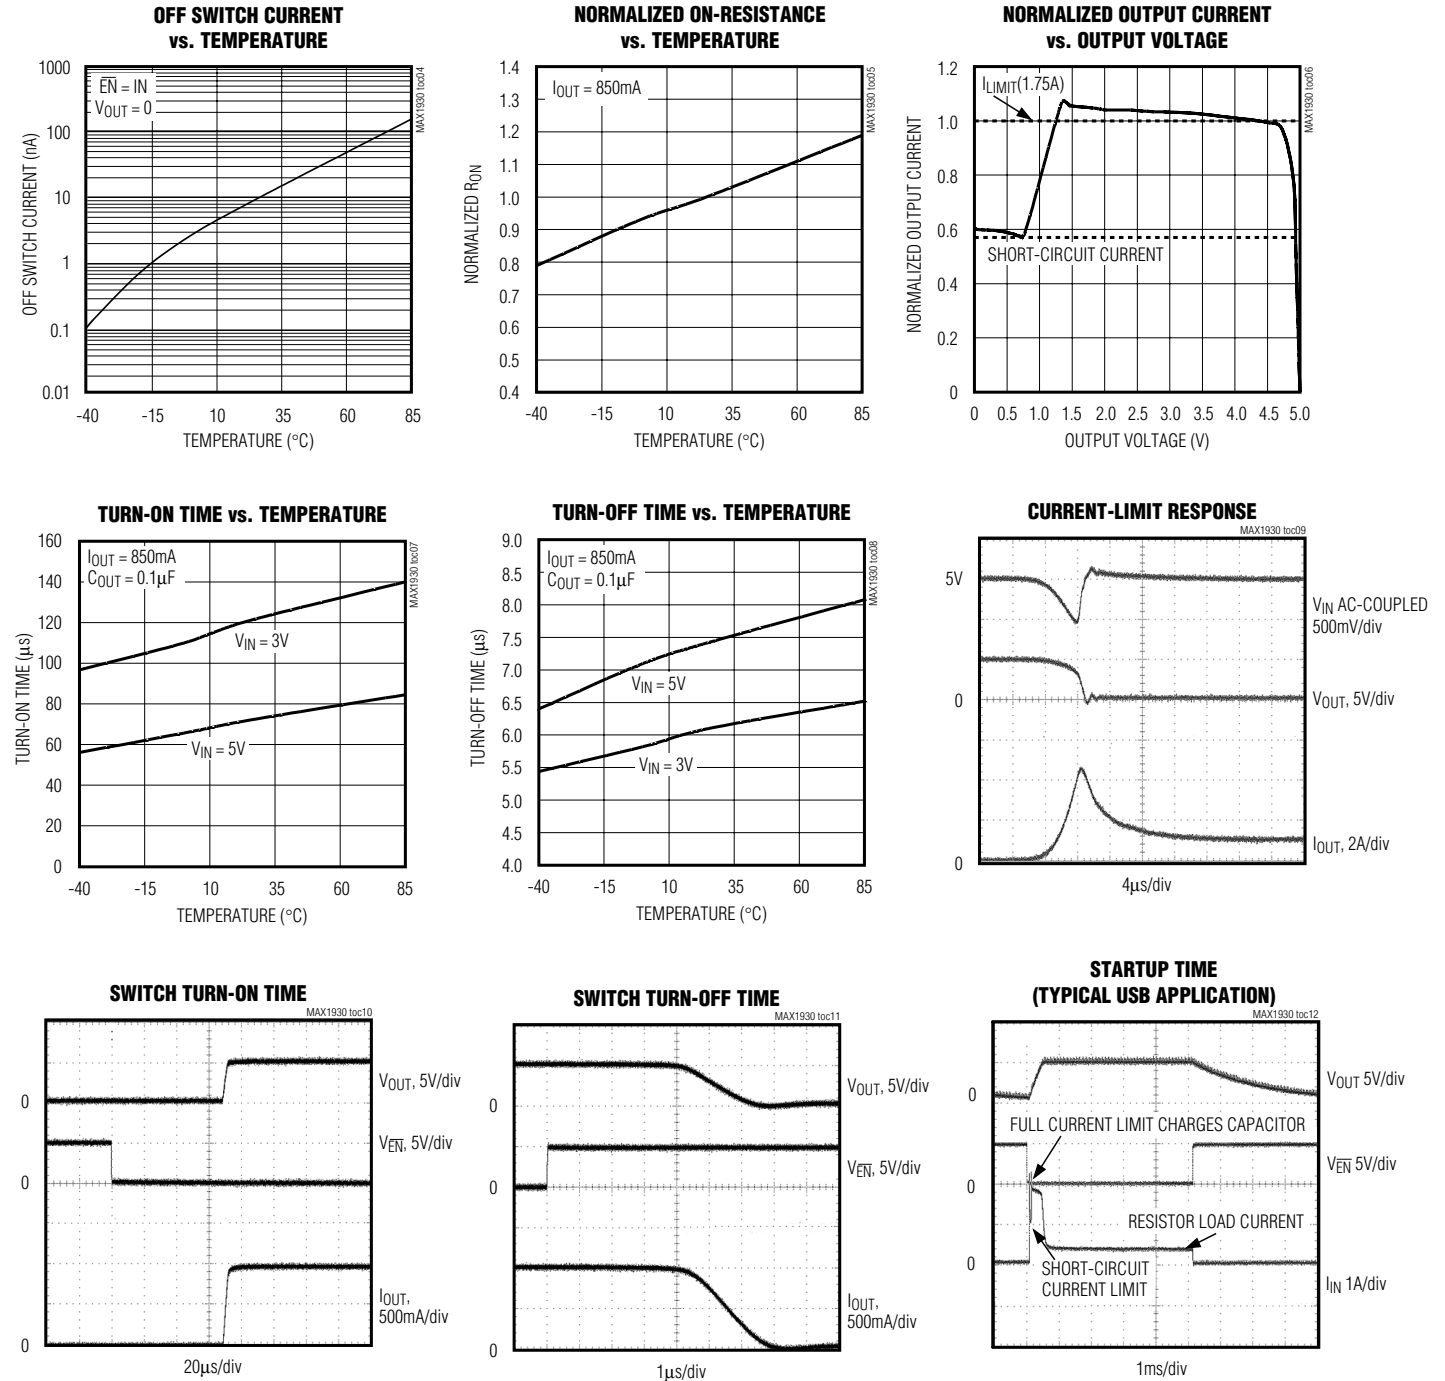 OFF SWITCH CURRENT
vs. TEMPERATURE
1000
100
10
1
0.1
0.01
OFF SWITCH CURRENT (nA)
E̅N̅ = IN
VOUT = 0
MAX1930 toc04
-40 -15 10 35 60 85
TEMPERATURE (°C)
NORMALIZED ON-RESISTANCE
vs. TEMPERATURE
1.4
1.3
1.2
1.1
1.0
0.9
0.8
0.7
0.6
0.5
0.4
NORMALIZED RON
IOUT = 850mA
MAX1930 toc05
-40 -15 10 35 60 85
TEMPERATURE (°C)
NORMALIZED OUTPUT CURRENT
vs. OUTPUT VOLTAGE
1.2
1.0
0.8
0.6
0.4
0.2
0
NORMALIZED OUTPUT CURRENT
ILIMIT(1.75A)
SHORT-CIRCUIT CURRENT
MAX1930 toc06
0 0.5 1.0 1.5 2.0 2.5 3.0 3.5 4.0 4.5 5.0
OUTPUT VOLTAGE (V)
TURN-ON TIME vs. TEMPERATURE
160
140
120
100
80
60
40
20
0
TURN-ON TIME (μs)
IOUT = 850mA
COUT = 0.1μF
VIN = 3V
VIN = 5V
MAX1930 toc07
-40 -15 10 35 60 85
TEMPERATURE (°C)
TURN-OFF TIME vs. TEMPERATURE
9.0
8.5
8.0
7.5
7.0
6.5
6.0
5.5
5.0
4.5
4.0
TURN-OFF TIME (μs)
IOUT = 850mA
COUT = 0.1μF
VIN = 5V
VIN = 3V
MAX1930 toc08
-40 -15 10 35 60 85
TEMPERATURE (°C)
CURRENT-LIMIT RESPONSE
MAX1930 toc09
5V
VIN AC-COUPLED
500mV/div
0
VOUT, 5V/div
IOUT, 2A/div
0
4μs/div
SWITCH TURN-ON TIME
MAX1930 toc10
VOUT, 5V/div
0
VE̅N̅, 5V/div
0
IOUT,
500mA/div
0
20μs/div
SWITCH TURN-OFF TIME
MAX1930 toc11
VOUT, 5V/div
0
VE̅N̅, 5V/div
0
IOUT,
500mA/div
0
1μs/div
STARTUP TIME
(TYPICAL USB APPLICATION)
MAX1930 toc12
VOUT 5V/div
0
FULL CURRENT LIMIT CHARGES CAPACITOR
VE̅N̅ 5V/div
0
RESISTOR LOAD CURRENT
0
SHORT-CIRCUIT
CURRENT LIMIT
IIN 1A/div
1ms/div